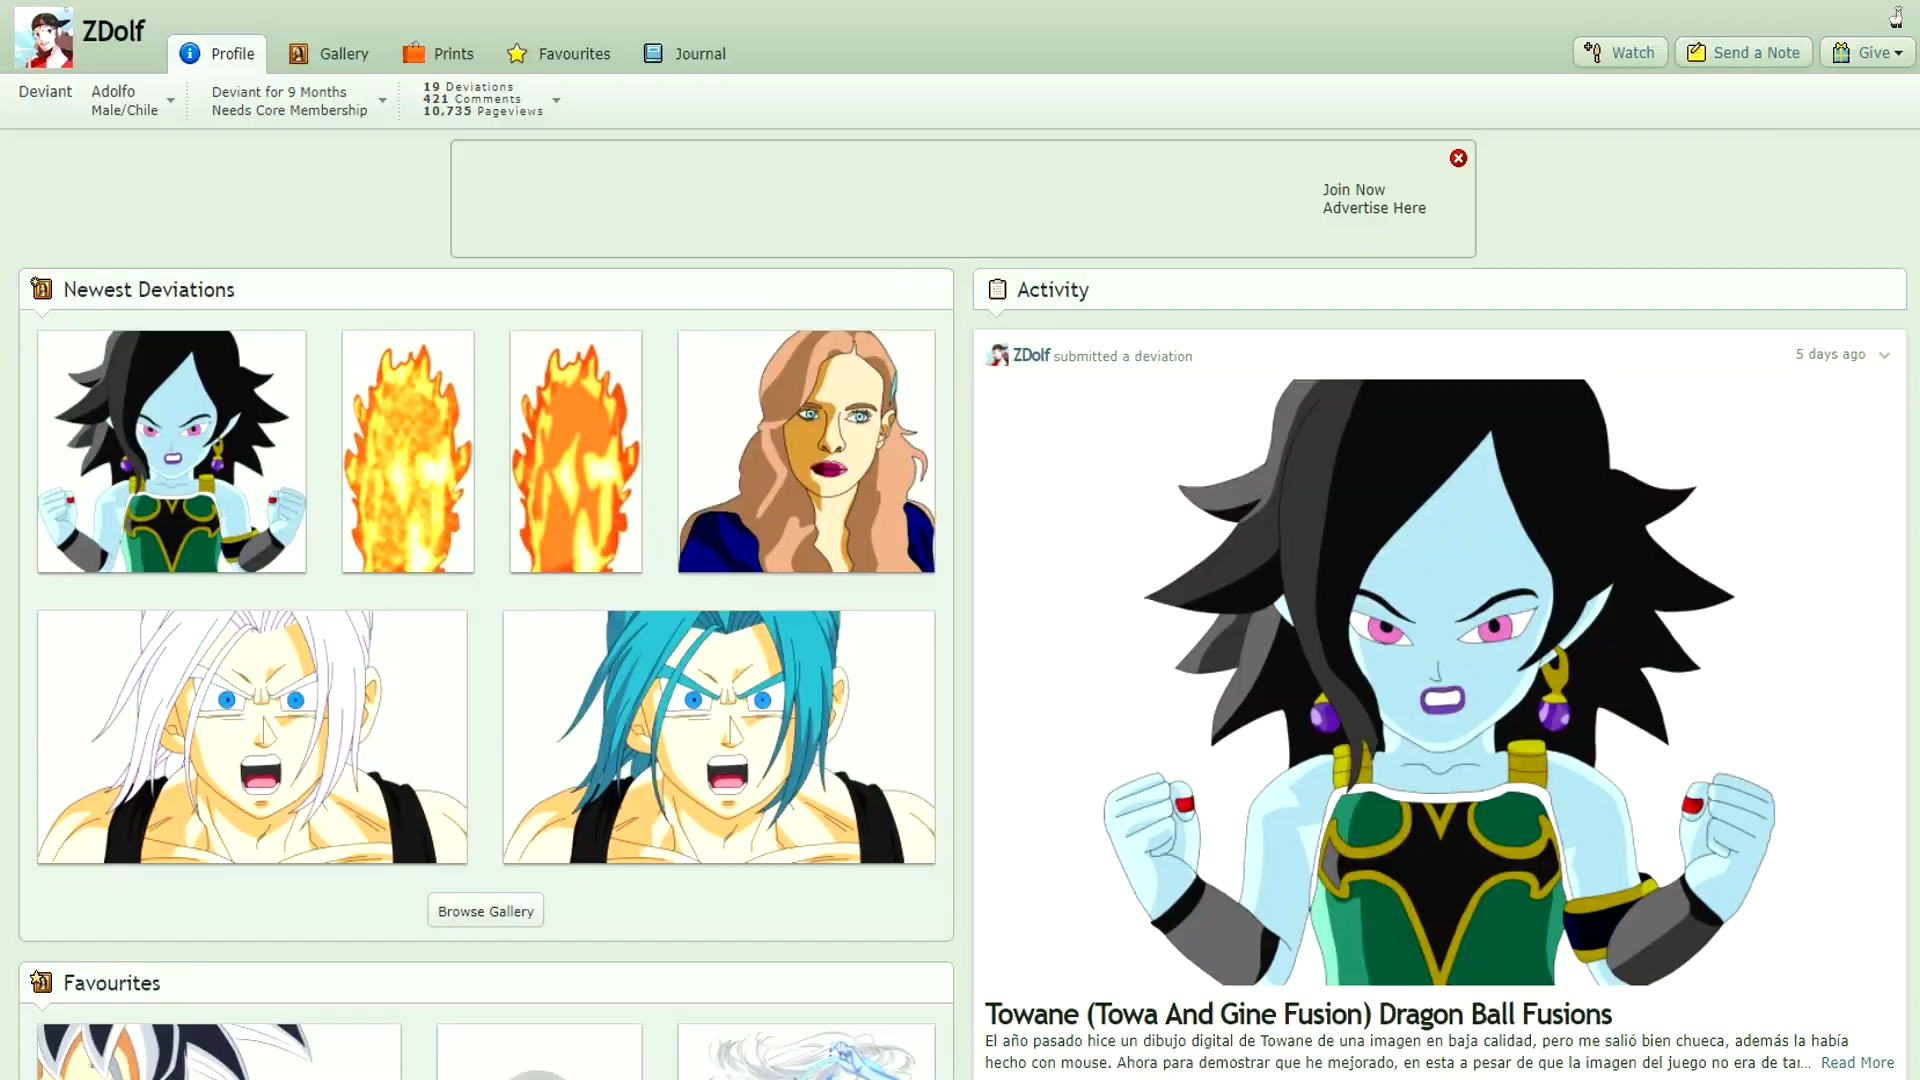 ZDolf
Profile
Gallery
Prints
Favourites
Journal
Watch
Send a Note
Give
Deviant
Adolfo
Male/Chile
Deviant for 9 Months
Needs Core Membership
19 Deviations
421 Comments
10,735 Pageviews
Join Now
Advertise Here
Newest Deviations
Browse Gallery
Favourites
Activity
ZDolf submitted a deviation
5 days ago
Towane (Towa And Gine Fusion) Dragon Ball Fusions
El año pasado hice un dibujo digital de Towane de una imagen en baja calidad, pero me salió bien chueca, además la había
hecho con mouse. Ahora para demostrar que he mejorado, en esta a pesar de que la imagen del juego no era de tai... Read More